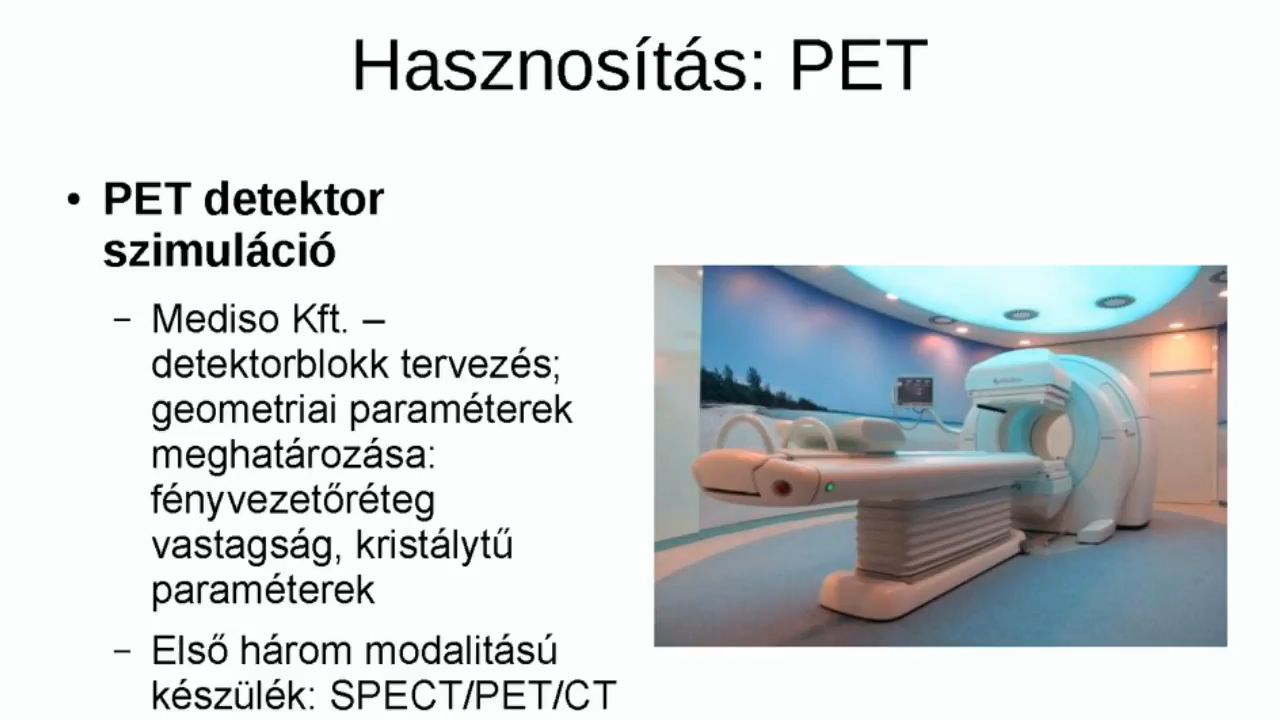 Hasznosítás: PET
• PET detektor
szimuláció
– Mediso Kft. –
detektorblokk tervezés;
geometriai paraméterek
meghatározása:
fényvezetőréteg
vastagság, kristálytű
paraméterek
– Első három modalitású
készülék: SPECT/PET/CT